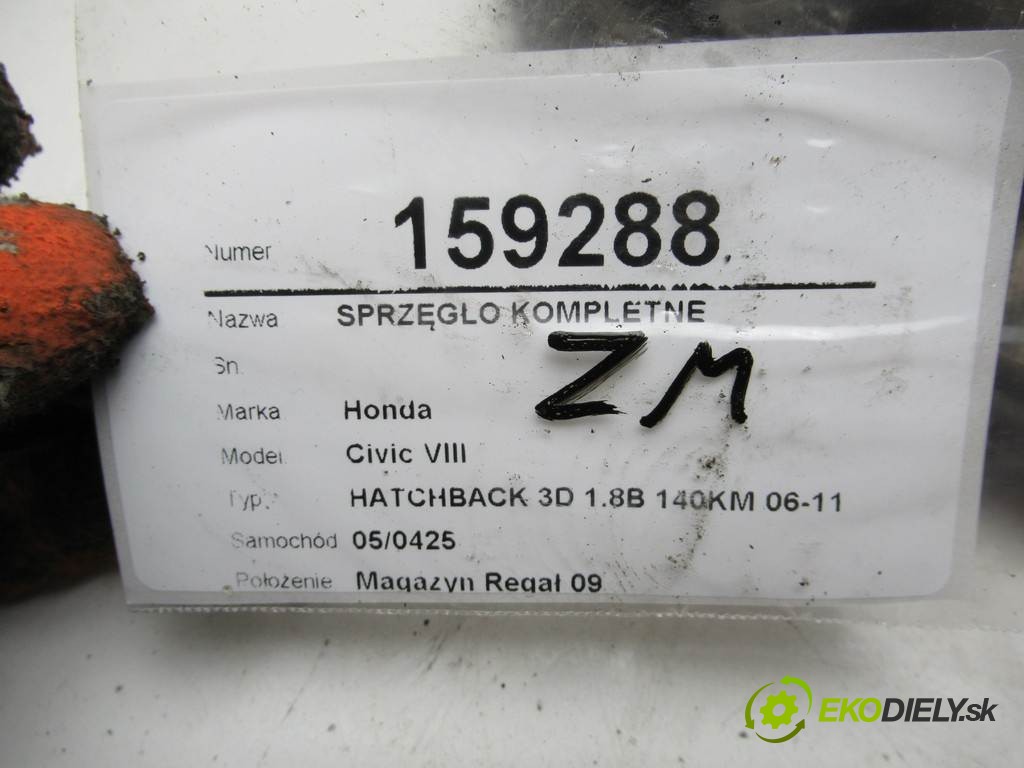 Numer 159288
Nazwa SPRZĘGŁO KOMPLETNE
Sn.
ZM
Marka Honda
Model Civic VIII
Typ HATCHBACK 3D 1.8B 140KM 06-11
Samochód 05/0425
Położenie Magazyn Regał 09
EKODIELY.sk